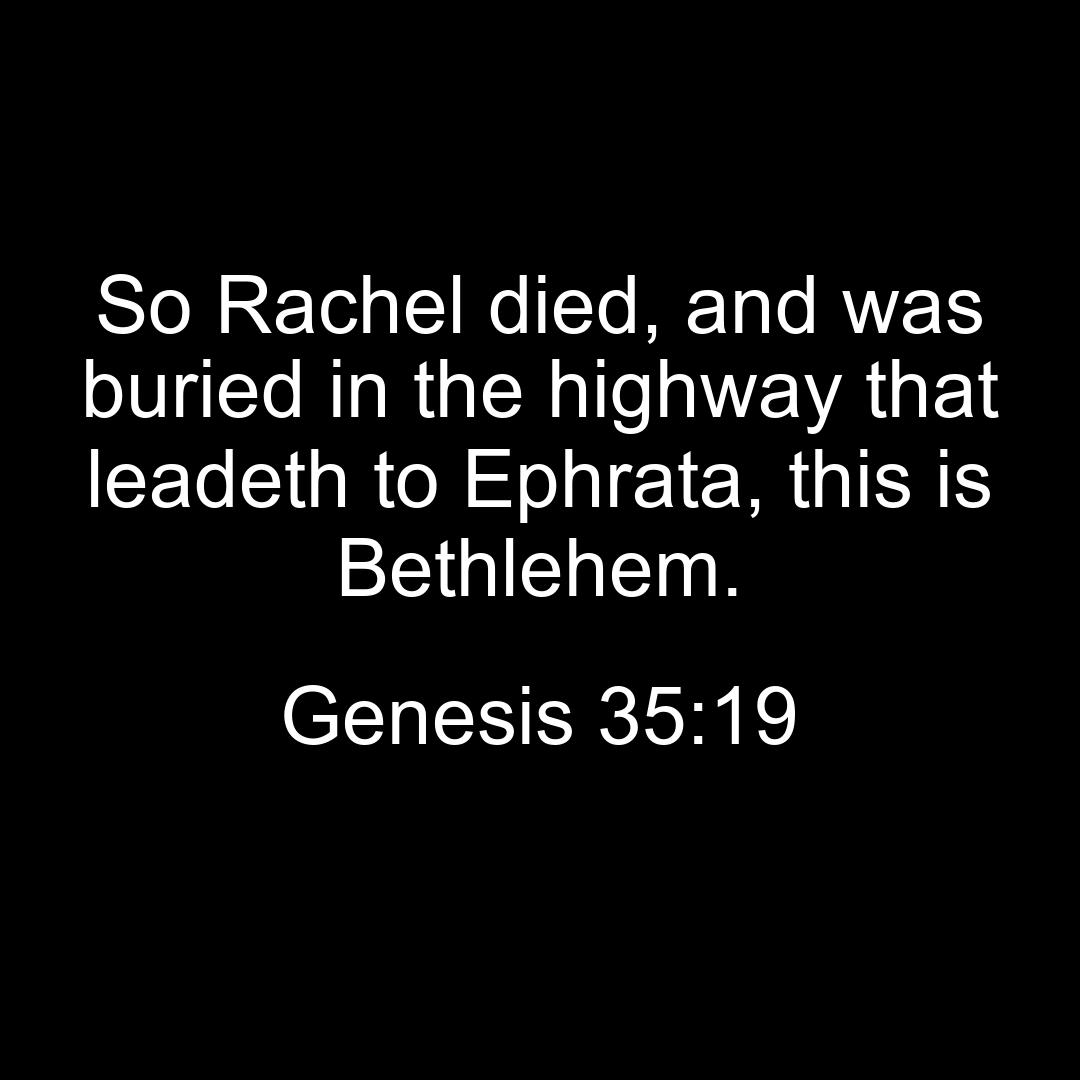 So Rachel died, and was
buried in the highway that
leadeth to Ephrata, this is
Bethlehem.
Genesis 35:19